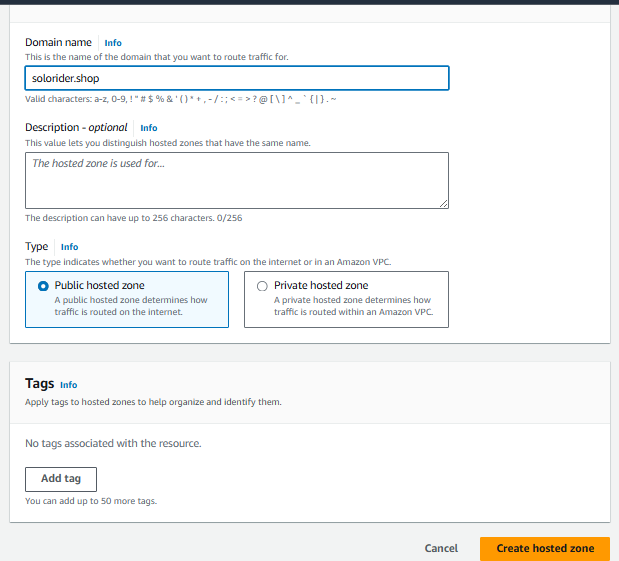 Domain name Info
This is the name of the domain that you want to route traffic for.
solorider.shop
Valid characters: a-z, 0-9, ! " # $ % & ' ( ) * + , - / : ; < = > ? @ [ \ ] ^ _ ` { | } . ~
Description - optional Info
This value lets you distinguish hosted zones that have the same name.
The hosted zone is used for...
The description can have up to 256 characters. 0/256
Type Info
The type indicates whether you want to route traffic on the internet or in an Amazon VPC.
Public hosted zone
A public hosted zone determines how
traffic is routed on the internet.
Private hosted zone
A private hosted zone determines how
traffic is routed within an Amazon VPC.
Tags Info
Apply tags to hosted zones to help organize and identify them.
No tags associated with the resource.
Add tag
You can add up to 50 more tags.
Cancel Create hosted zone